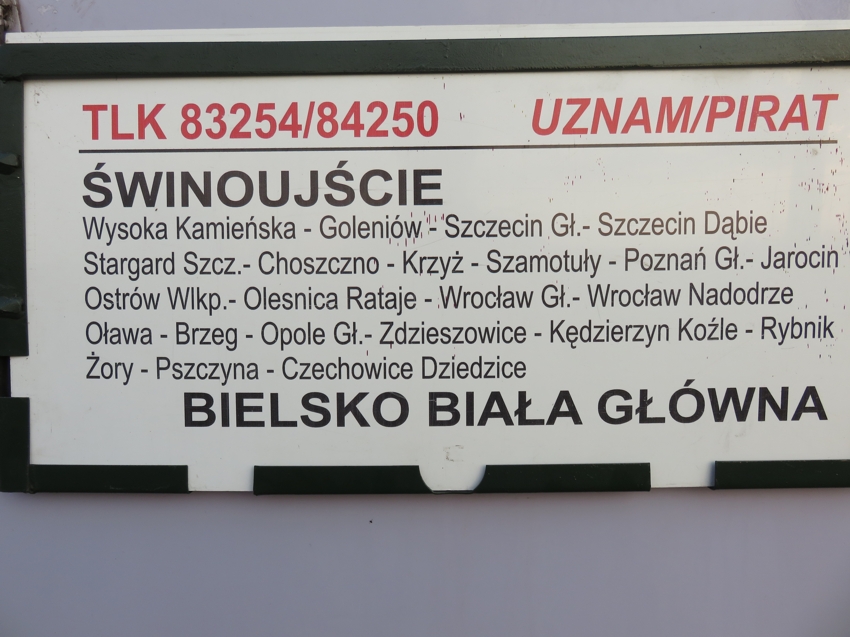 TLK 83254/84250 UZNAM/PIRAT
ŚWINOUJŚCIE
Wysoka Kamieńska - Goleniów - Szczecin Gł.- Szczecin Dąbie
Stargard Szcz.- Choszczno - Krzyż - Szamotuły - Poznań Gł.- Jarocin
Ostrów Wlkp.- Olesnica Rataje - Wrocław Gł.- Wrocław Nadodrze
Oława - Brzeg - Opole Gł.- Zdzieszowice - Kędzierzyn Koźle - Rybnik
Żory - Pszczyna - Czechowice Dziedzice
BIELSKO BIAŁA GŁÓWNA